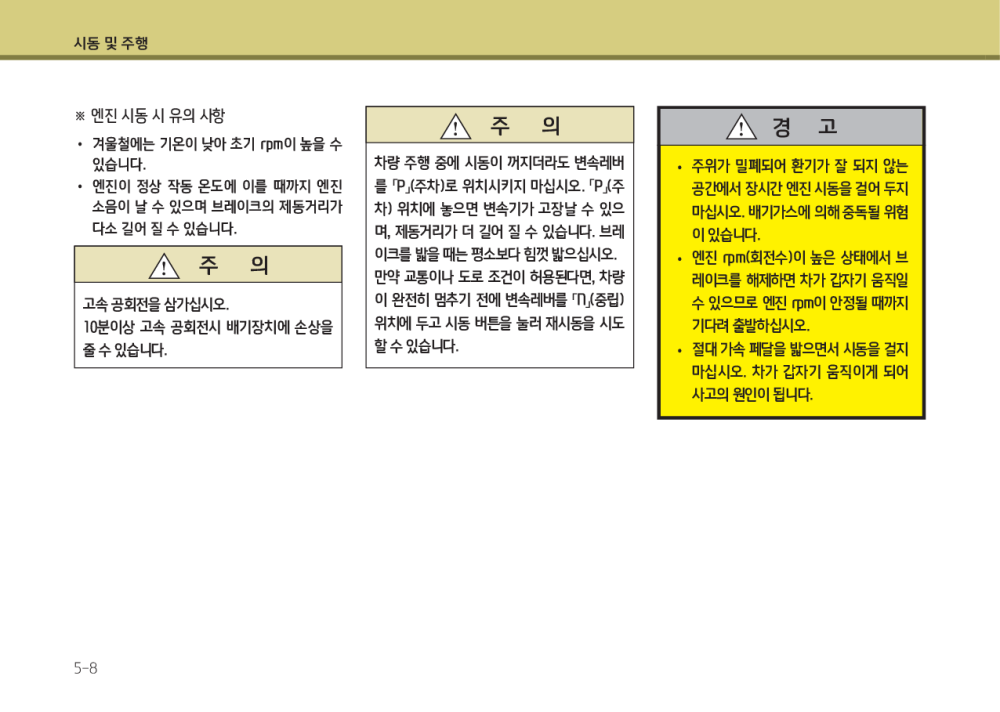 시동 및 주행
※ 엔진 시동 시 유의 사항
• 겨울철에는 기온이 낮아 초기 rpm이 높을 수
있습니다.
• 엔진이 정상 작동 온도에 이를 때까지 엔진
소음이 날 수 있으며 브레이크의 제동거리가
다소 길어 질 수 있습니다.
주 의
고속 공회전을 삼가십시오.
10분이상 고속 공회전시 배기장치에 손상을
줄 수 있습니다.
주 의
차량 주행 중에 시동이 꺼지더라도 변속레버
를 「P」(주차)로 위치시키지 마십시오. 「P」(주
차) 위치에 놓으면 변속기가 고장날 수 있으
며, 제동거리가 더 길어 질 수 있습니다. 브레
이크를 밟을 때는 평소보다 힘껏 밟으십시오.
만약 교통이나 도로 조건이 허용된다면, 차량
이 완전히 멈추기 전에 변속레버를 「N」(중립)
위치에 두고 시동 버튼을 눌러 재시동을 시도
할 수 있습니다.
경 고
• 주위가 밀폐되어 환기가 잘 되지 않는
공간에서 장시간 엔진 시동을 걸어 두지
마십시오. 배기가스에 의해 중독될 위험
이 있습니다.
• 엔진 rpm(회전수)이 높은 상태에서 브
레이크를 해제하면 차가 갑자기 움직일
수 있으므로 엔진 rpm이 안정될 때까지
기다려 출발하십시오.
• 절대 가속 페달을 밟으면서 시동을 걸지
마십시오. 차가 갑자기 움직이게 되어
사고의 원인이 됩니다.
5-8